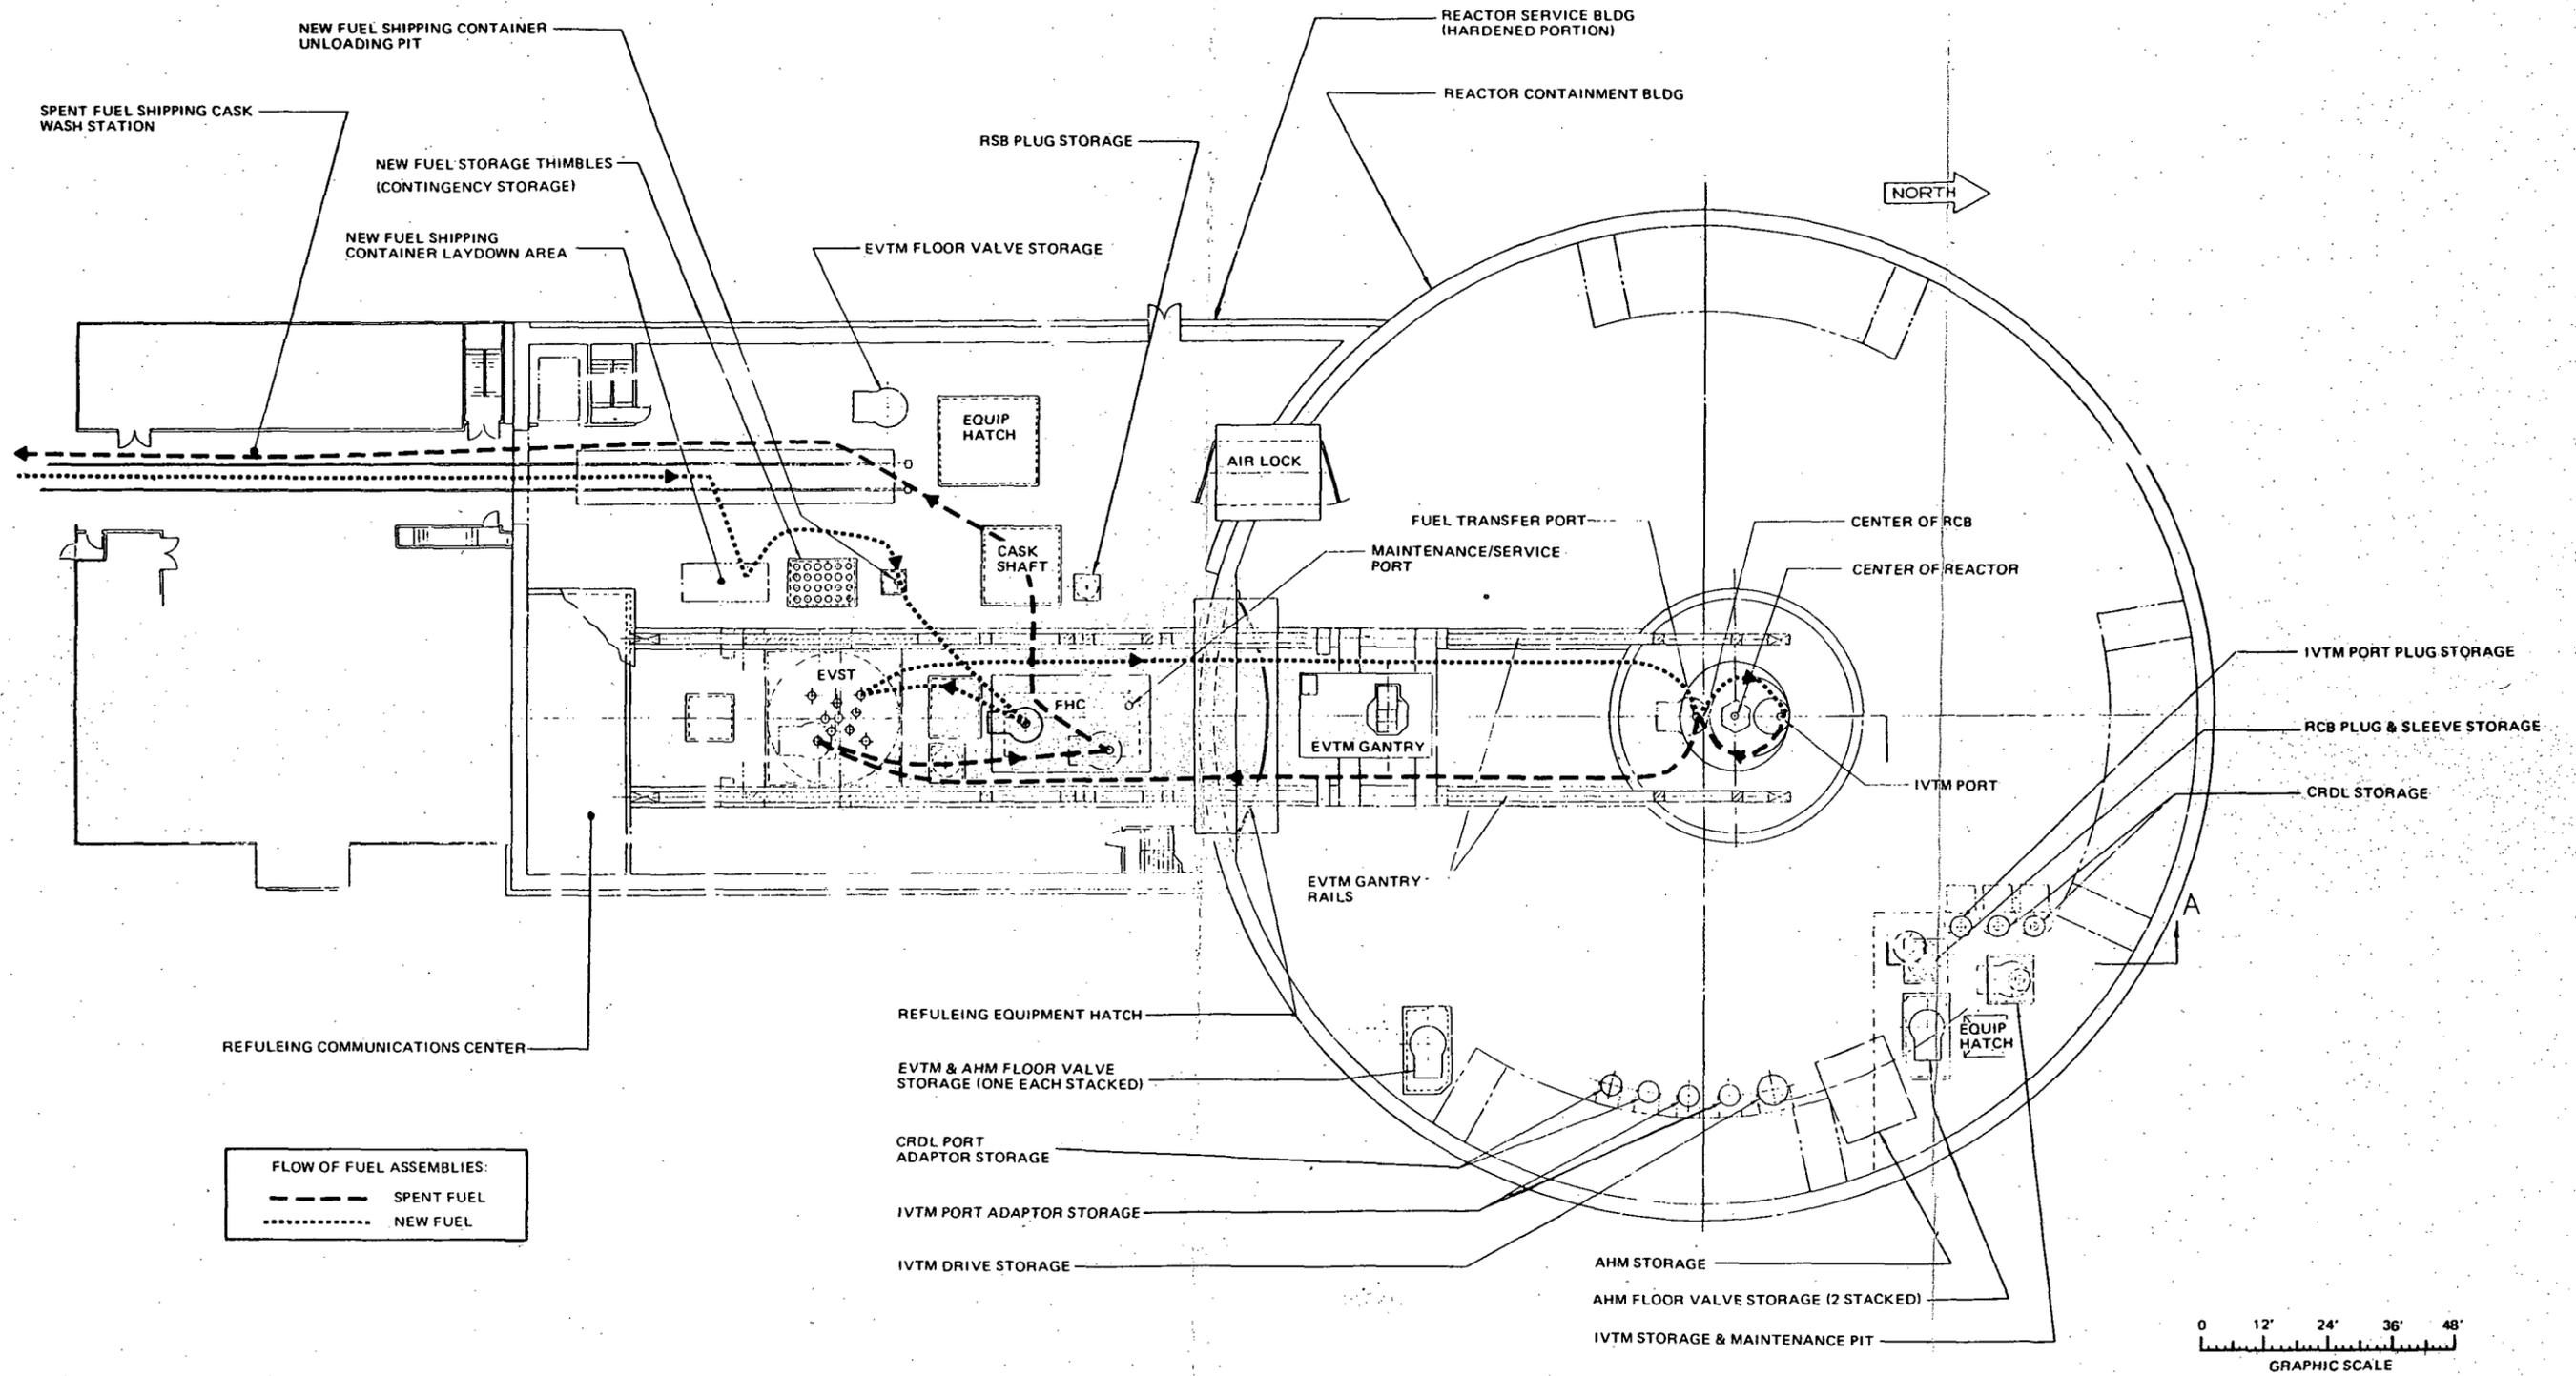 NEW FUEL SHIPPING CONTAINER
UNLOADING PIT
REACTOR SERVICE BLDG
(HARDENED PORTION)
SPENT FUEL SHIPPING CASK
WASH STATION
REACTOR CONTAINMENT BLDG
RSB PLUG STORAGE
NEW FUEL STORAGE THIMBLES
(CONTINGENCY STORAGE)
NORTH
NEW FUEL SHIPPING
CONTAINER LAYDOWN AREA
EVTM FLOOR VALVE STORAGE
EQUIP
HATCH
AIR LOCK
CASK
SHAFT
FUEL TRANSFER PORT
CENTER OF RCB
MAINTENANCE/SERVICE
PORT
CENTER OF REACTOR
IVTM PORT PLUG STORAGE
EVST
FHC
RCB PLUG & SLEEVE STORAGE
EVTM GANTRY
IVTM PORT
CRDL STORAGE
EVTM GANTRY
RAILS
A
REFULEING EQUIPMENT HATCH
EQUIP
HATCH
REFULEING COMMUNICATIONS CENTER
EVTM & AHM FLOOR VALVE
STORAGE (ONE EACH STACKED)
CRDL PORT
ADAPTOR STORAGE
FLOW OF FUEL ASSEMBLIES:
SPENT FUEL
NEW FUEL
IVTM PORT ADAPTOR STORAGE
IVTM DRIVE STORAGE
AHM STORAGE
AHM FLOOR VALVE STORAGE (2 STACKED)
IVTM STORAGE & MAINTENANCE PIT
0 12' 24' 36' 48'
GRAPHIC SCALE